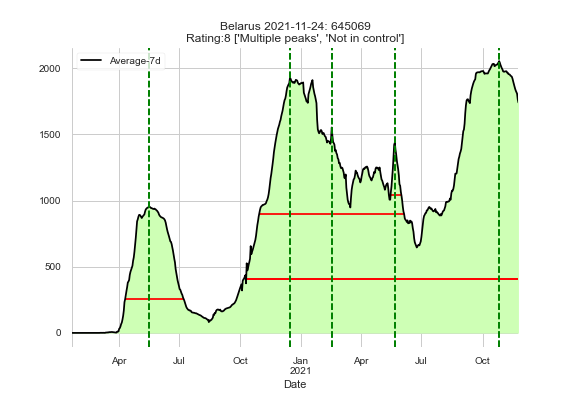 Belarus 2021-11-24: 645069
Rating:8 ['Multiple peaks', 'Not in control']
Average-7d
2000
1500
1000
500
0
Apr Jul Oct Jan Apr Jul Oct
2021
Date